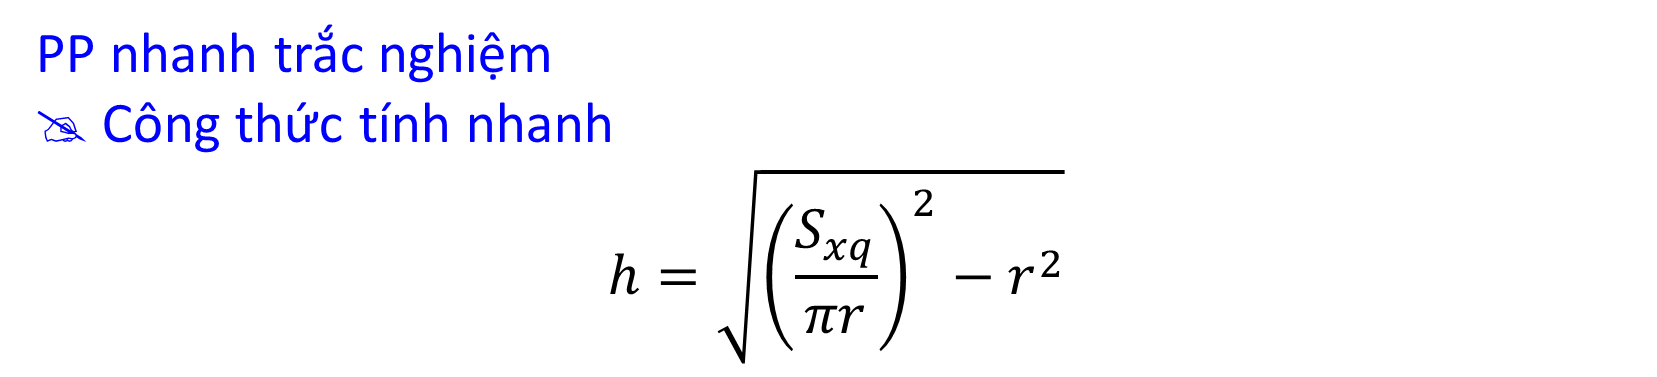 PP nhanh trắc nghiệm
🖎 Công thức tính nhanh
h = √((S_xq/πr)² − r²)